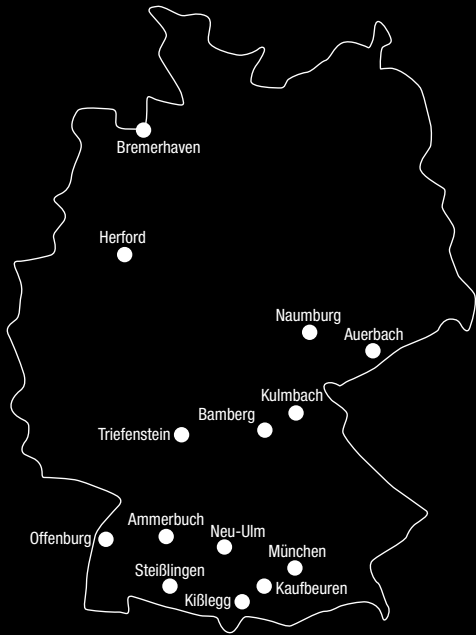 Bremerhaven
Herford
Naumburg
Auerbach
Kulmbach
Bamberg
Triefenstein
Ammerbuch
Neu-Ulm
Offenburg
München
Steißlingen
Kaufbeuren
Kißlegg